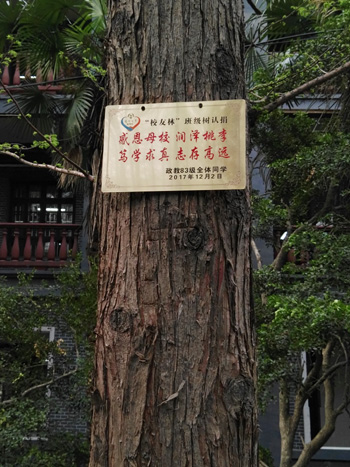 “校友林”班级树认捐
感恩母校 润泽桃李
笃学求真 志存高远
政教83级全体同学
2017年12月2日